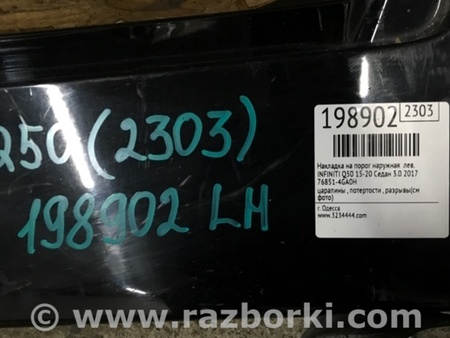 Q50 (2303)
198902 LH
198902 2303
Накладка на порог наружная лев.
INFINITI Q50 15-20 Седан 3.0 2017
76851-4GA0H
царапины , потертости , разрывы(см
фото)
г. Одесса
www.3234444.com
www.razborki.com